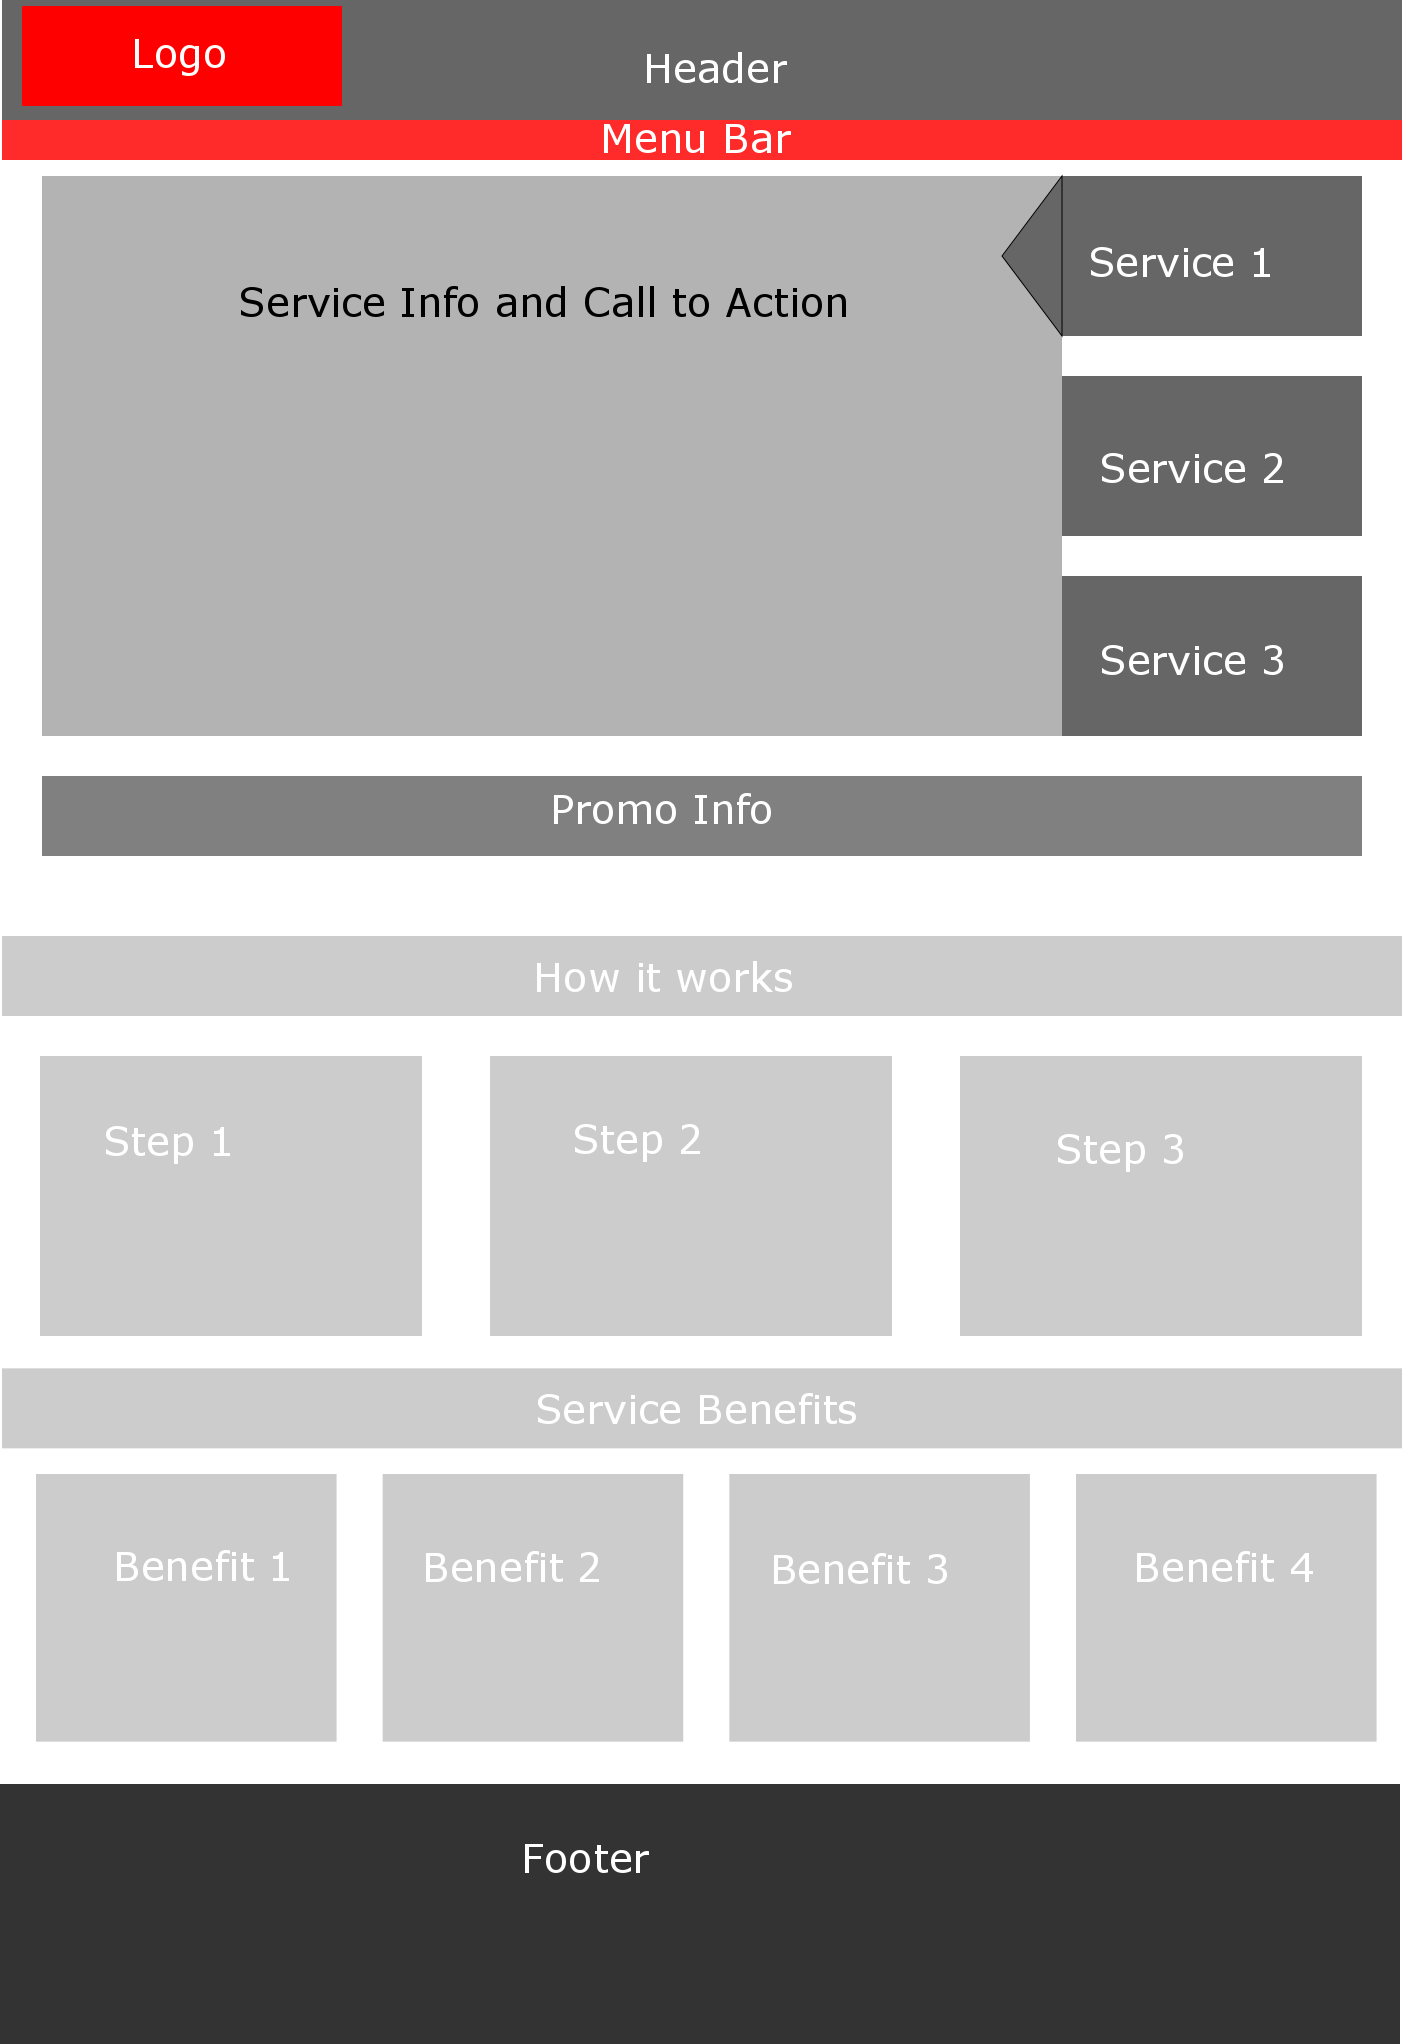 Logo
Header
Menu Bar
Service Info and Call to Action
Service 1
Service 2
Service 3
Promo Info
How it works
Step 1
Step 2
Step 3
Service Benefits
Benefit 1
Benefit 2
Benefit 3
Benefit 4
Footer